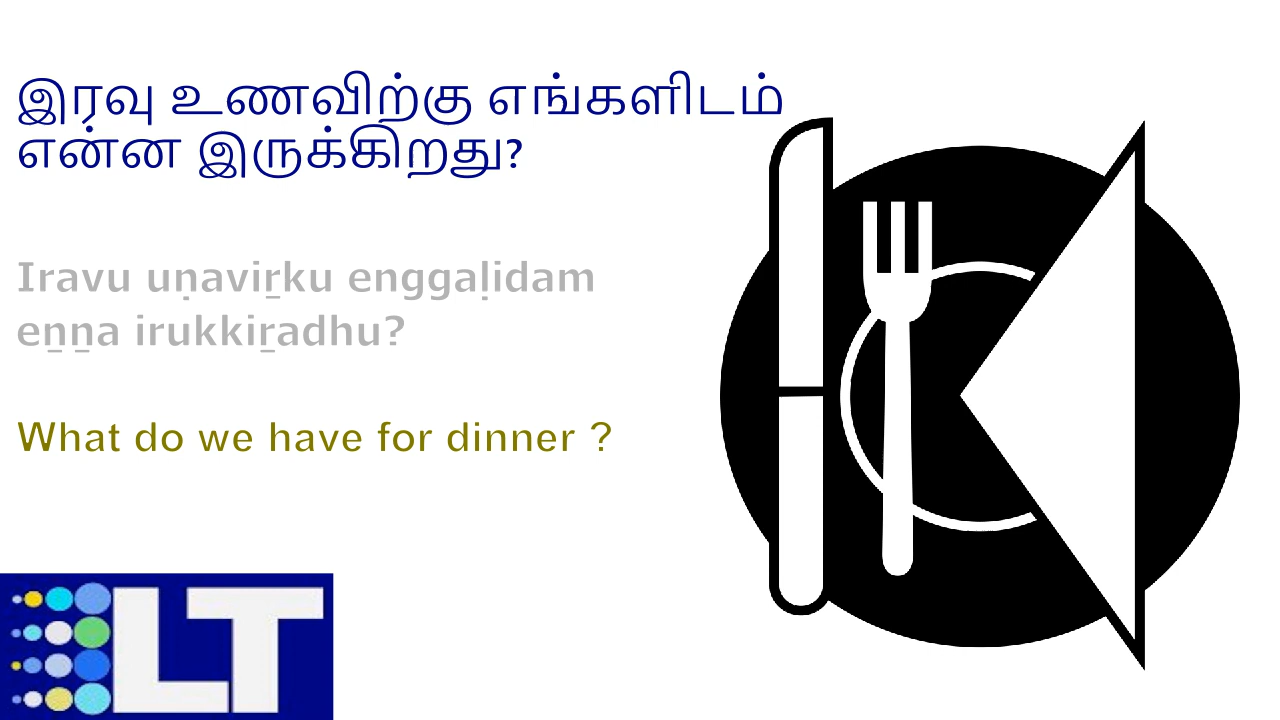 இரவு உணவிற்கு எங்களிடம்
என்ன இருக்கிறது?
Iravu uṇaviṟku enggaḷidam
eṉṉa irukkiṟadhu?
What do we have for dinner ?
LT